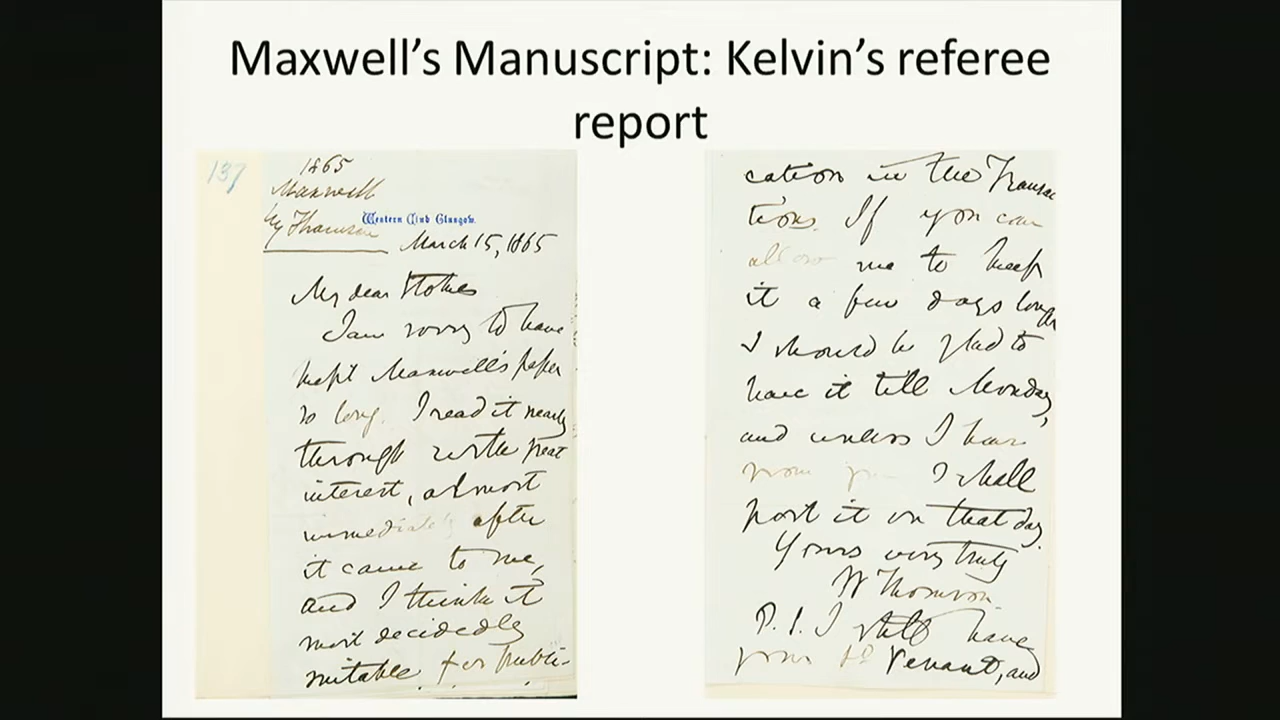 Maxwell's Manuscript: Kelvin's referee
report
137
1865
Maxwell
by Thomson
Western Club Glasgow.
March 15, 1865
My dear Stokes
I am sorry to have
kept Maxwell's paper
so long. I read it nearly
through with great
interest, almost
immediately after
it came to me,
and I think it
most decidedly
suitable for publi-
cation in the Transac
tions. If you can
allow me to keep
it a few days longer
I should be glad to
have it till Monday,
and unless I hear
from you I shall
post it on that day.
Yours very truly
W Thomson.
P.S. I still have
your St Venant, and